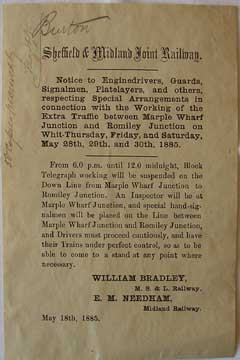 Burton
Sheffield & Midland Joint Railway.
Notice to Enginedrivers, Guards,
Signalmen, Platelayers, and others,
respecting Special Arrangements in
connection with the Working of the
Extra Traffic between Marple Wharf
Junction and Romiley Junction on
Whit-Thursday, Friday, and Saturday,
May 28th, 29th, and 30th, 1885.
From 6.0 p.m. until 12.0 midnight, Block
Telegraph working will be suspended on the
Down Line from Marple Wharf Junction to
Romiley Junction. An Inspector will be at
Marple Wharf Junction, and special hand-sig-
nalmen will be placed on the Line between
Marple Wharf Junction and Romiley Junction,
and Drivers must proceed cautiously, and have
their Trains under perfect control, so as to be
able to come to a stand at any point where
necessary.
WILLIAM BRADLEY,
M. S. & L. Railway.
E. M. NEEDHAM,
Midland Railway.
May 18th, 1885.